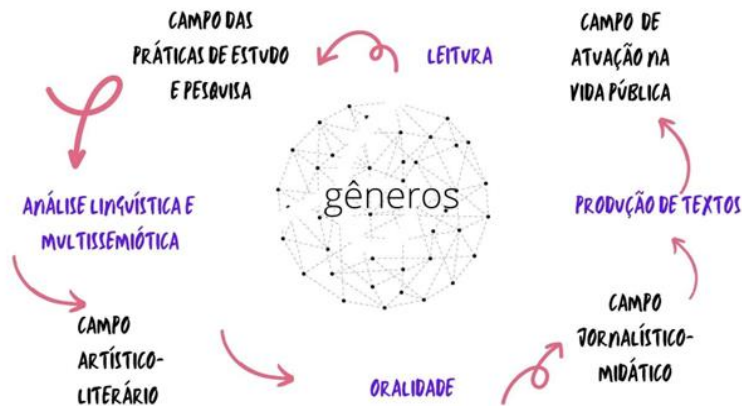 CAMPO DAS
PRÁTICAS DE ESTUDO
E PESQUISA
LEITURA
CAMPO DE
ATUAÇÃO NA
VIDA PÚBLICA
gêneros
ANÁLISE LINGUÍSTICA E
MULTISSEMIÓTICA
PRODUÇÃO DE TEXTOS
CAMPO
ARTÍSTICO-
LITERÁRIO
ORALIDADE
CAMPO
JORNALÍSTICO-
MIDÁTICO